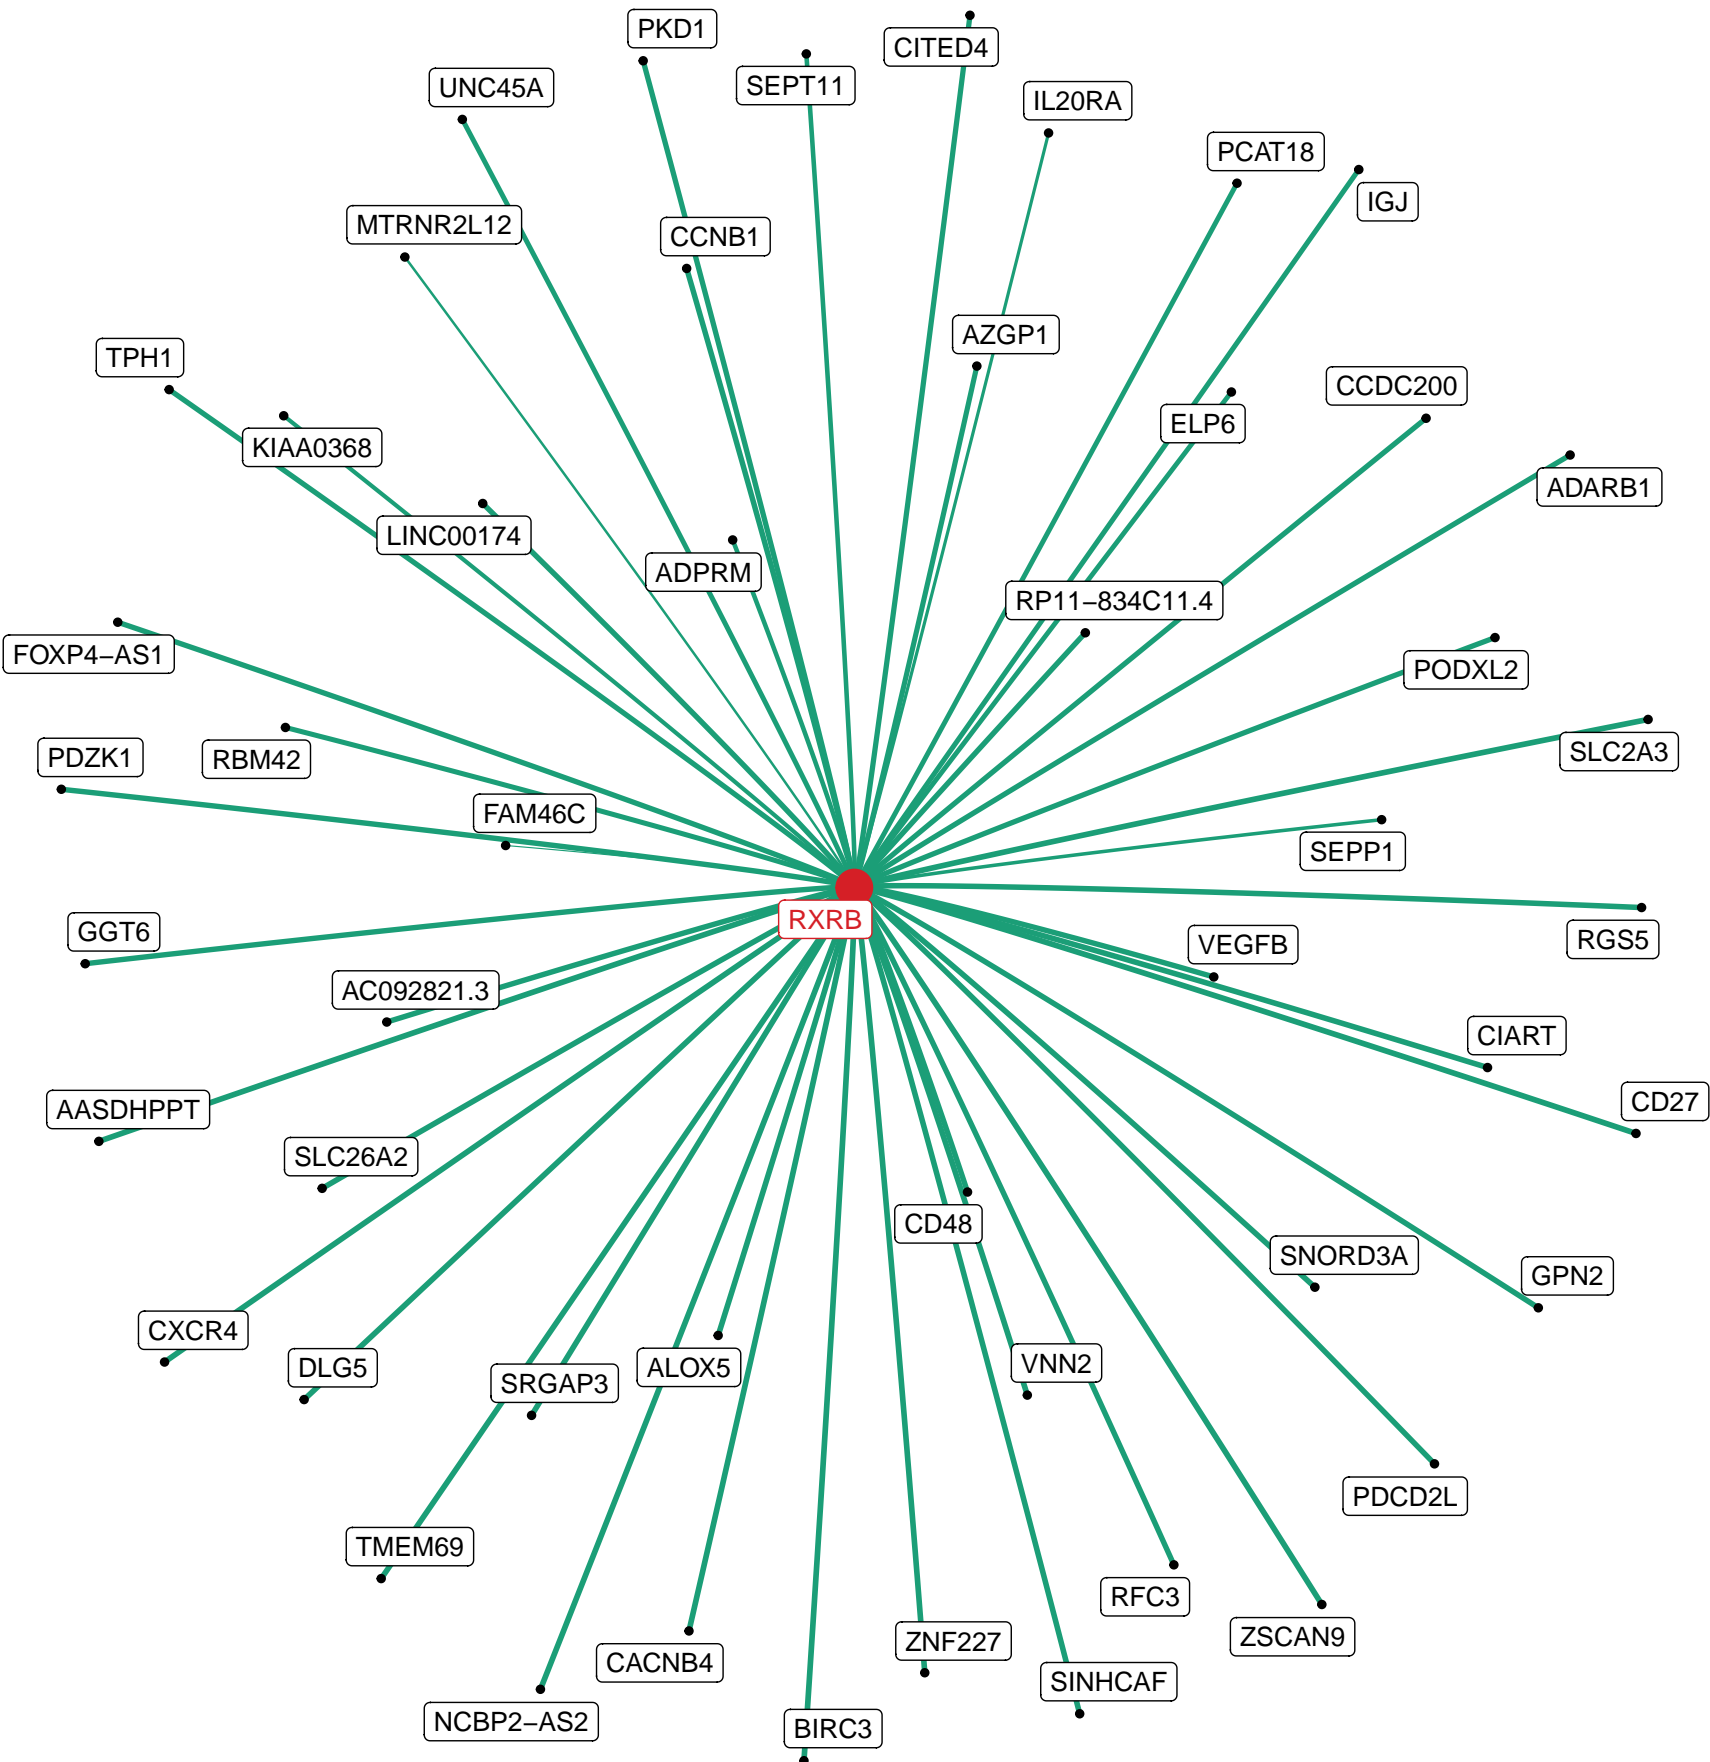 PKD1
CITED4
SEPT11
UNC45A
IL20RA
PCAT18
IGJ
MTRNR2L12
CCNB1
AZGP1
TPH1
CCDC200
ELP6
KIAA0368
ADARB1
LINC00174
ADPRM
RP11−834C11.4
FOXP4−AS1
PODXL2
SLC2A3
PDZK1
RBM42
FAM46C
SEPP1
RXRB
GGT6
RGS5
VEGFB
AC092821.3
CIART
CD27
AASDHPPT
SLC26A2
CD48
SNORD3A
GPN2
CXCR4
VNN2
DLG5
ALOX5
SRGAP3
PDCD2L
TMEM69
RFC3
ZSCAN9
ZNF227
CACNB4
SINHCAF
NCBP2−AS2
BIRC3